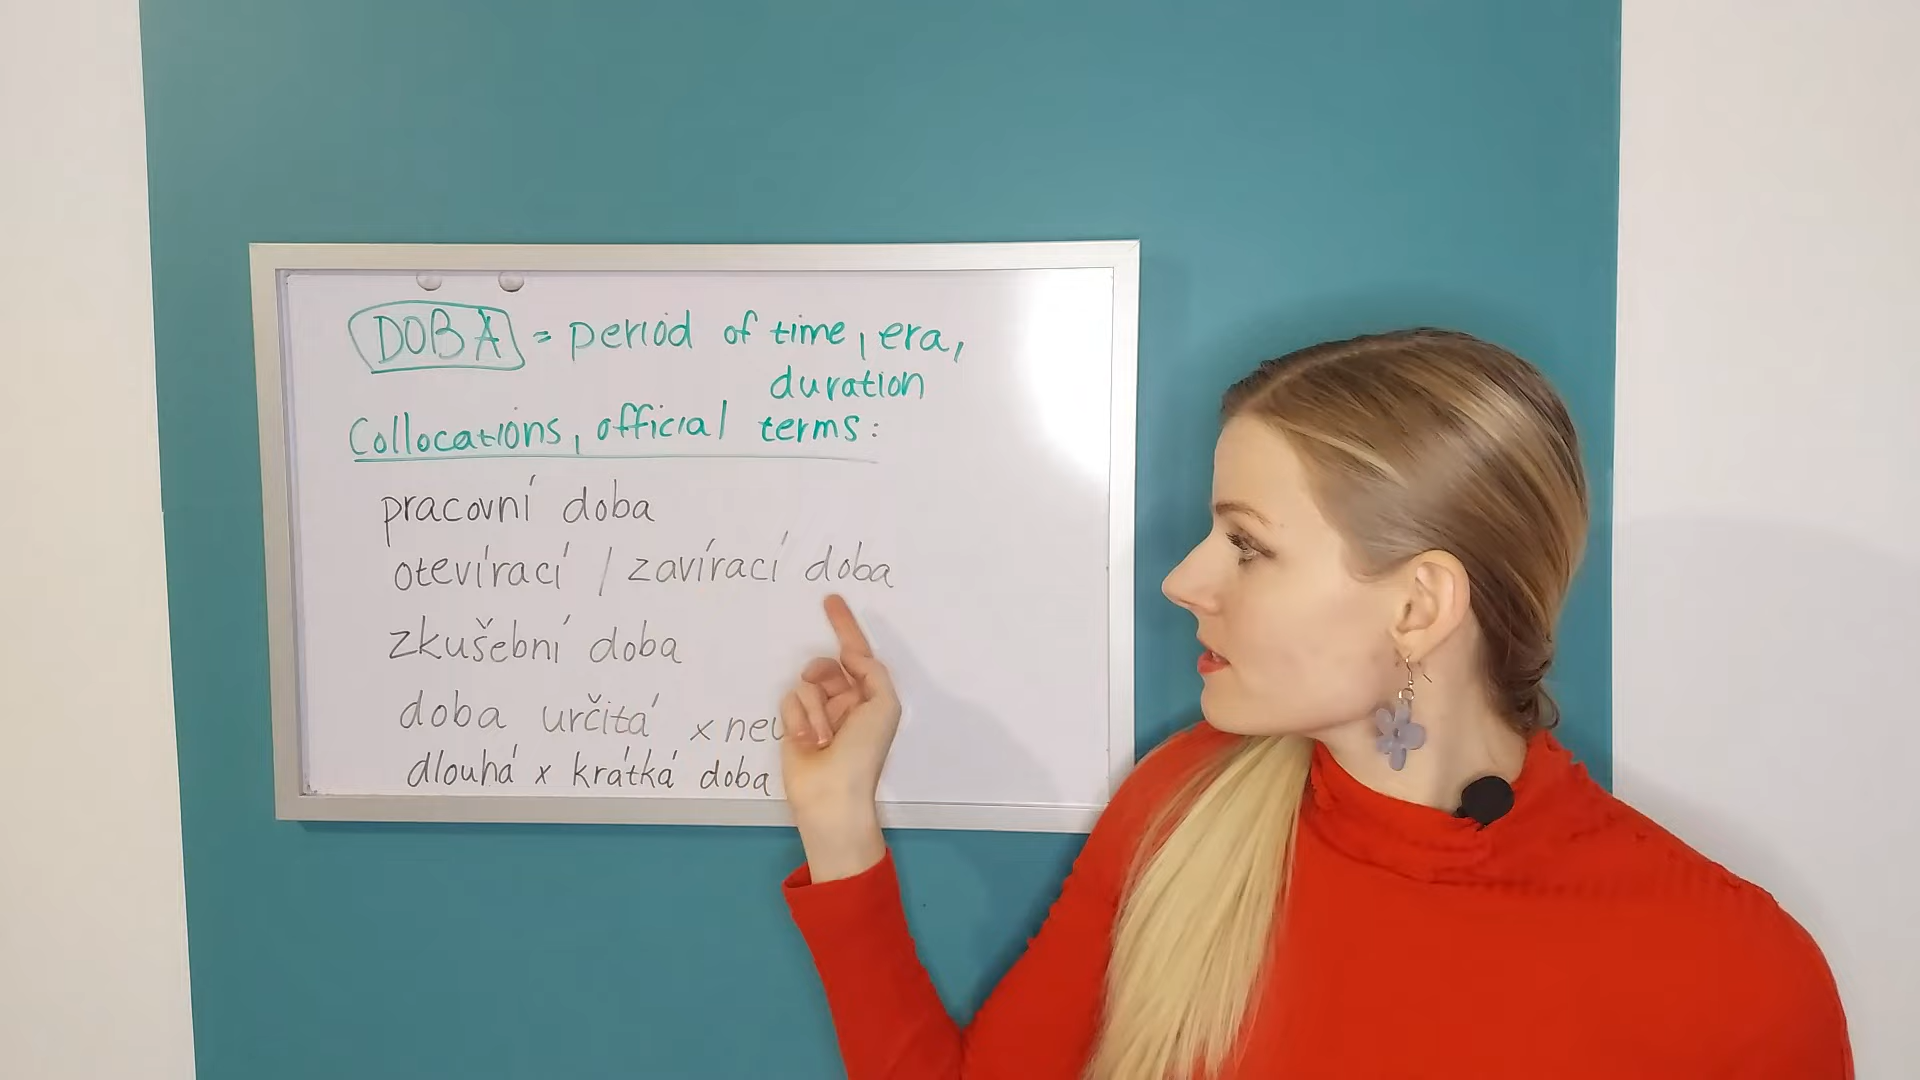 DOBA = period of time, era,
duration
Collocations, official terms:
pracovní doba
otevírací / zavírací doba
zkušební doba
doba určitá x
dlouhá x krátká doba